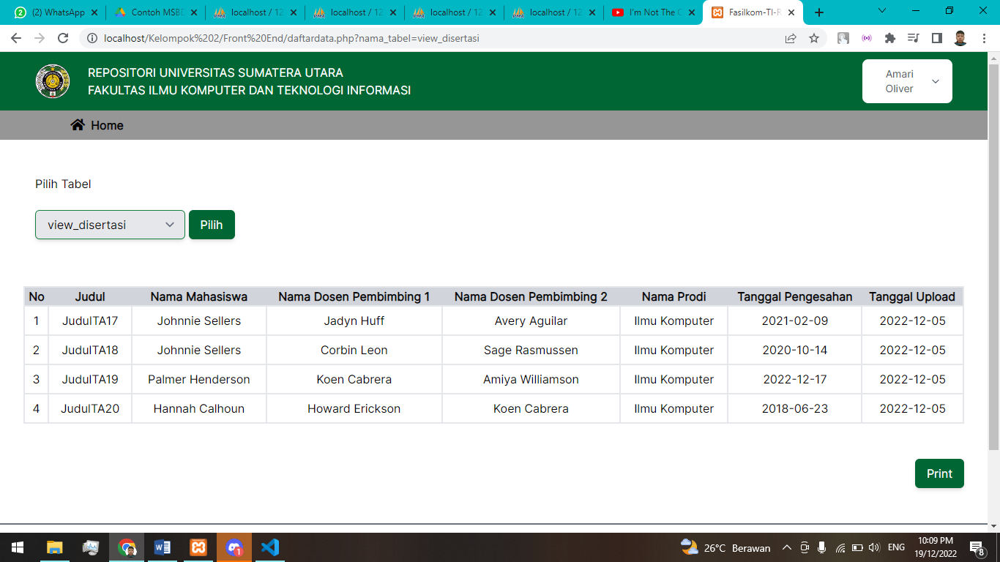 (2) WhatsApp
Contoh MSB
localhost / 12
localhost / 12
localhost / 12
localhost / 12
I'm Not The
Fasilkom-TI-R
localhost/Kelompok%202/Front%20End/daftardata.php?nama_tabel=view_disertasi
REPOSITORI UNIVERSITAS SUMATERA UTARA
FAKULTAS ILMU KOMPUTER DAN TEKNOLOGI INFORMASI
Amari
Oliver
Home
Pilih Tabel
view_disertasi Pilih
No Judul Nama Mahasiswa Nama Dosen Pembimbing 1 Nama Dosen Pembimbing 2 Nama Prodi Tanggal Pengesahan Tanggal Upload
1 JudulTA17 Johnnie Sellers Jadyn Huff Avery Aguilar Ilmu Komputer 2021-02-09 2022-12-05
2 JudulTA18 Johnnie Sellers Corbin Leon Sage Rasmussen Ilmu Komputer 2020-10-14 2022-12-05
3 JudulTA19 Palmer Henderson Koen Cabrera Amiya Williamson Ilmu Komputer 2022-12-17 2022-12-05
4 JudulTA20 Hannah Calhoun Howard Erickson Koen Cabrera Ilmu Komputer 2018-06-23 2022-12-05
Print
26°C Berawan ENG 10:09 PM
19/12/2022
8
1